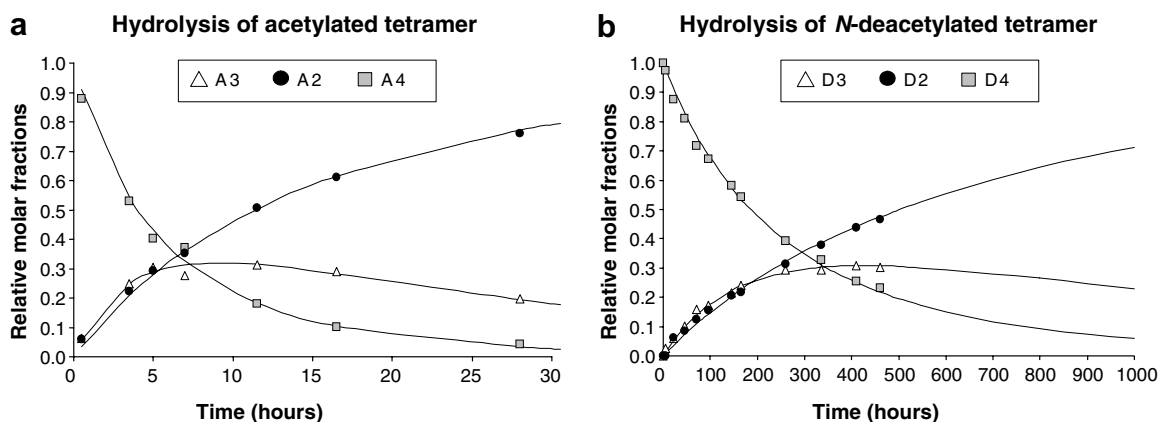 a Hydrolysis of acetylated tetramer
A3 A2 A4
Relative molar fractions
1.0
0.9
0.8
0.7
0.6
0.5
0.4
0.3
0.2
0.1
0.0
0 5 10 15 20 25 30
Time (hours)
b Hydrolysis of N-deacetylated tetramer
D3 D2 D4
Relative molar fractions
1.0
0.9
0.8
0.7
0.6
0.5
0.4
0.3
0.2
0.1
0.0
0 100 200 300 400 500 600 700 800 900 1000
Time (hours)